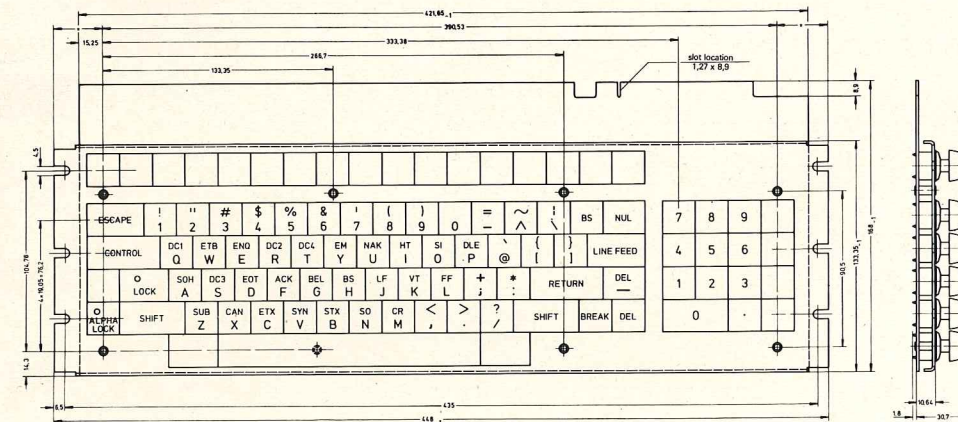 421,65₋₁
390,53
15,25
333,38
266,7
133,35
slot location
1,27 x 8,9
8,9
4,5
ESCAPE ! 1 " 2 # 3 $ 4 % 5 & 6 ' 7 ( 8 ) 9 0 = - ~ ^ ¦ \ BS NUL 7 8 9
CONTROL DC1 Q ETB W ENQ E DC2 R DC4 T EM Y NAK U HT I SI O DLE P ` @ { [ } ] LINE FEED 4 5 6
O LOCK SOH A DC3 S EOT D ACK F BEL G BS H LF J VT K FF L + ; * : RETURN DEL — 1 2 3
O ALPHA LOCK SHIFT SUB Z CAN X ETX C SYN V STX B SO N CR M < , > . ? / SHIFT BREAK DEL 0 .
104,78
4x19,05=76,2
14,3
90,5
133,35₋₁
168₋₁
6,5
435
448
1,8
10,64
30,7